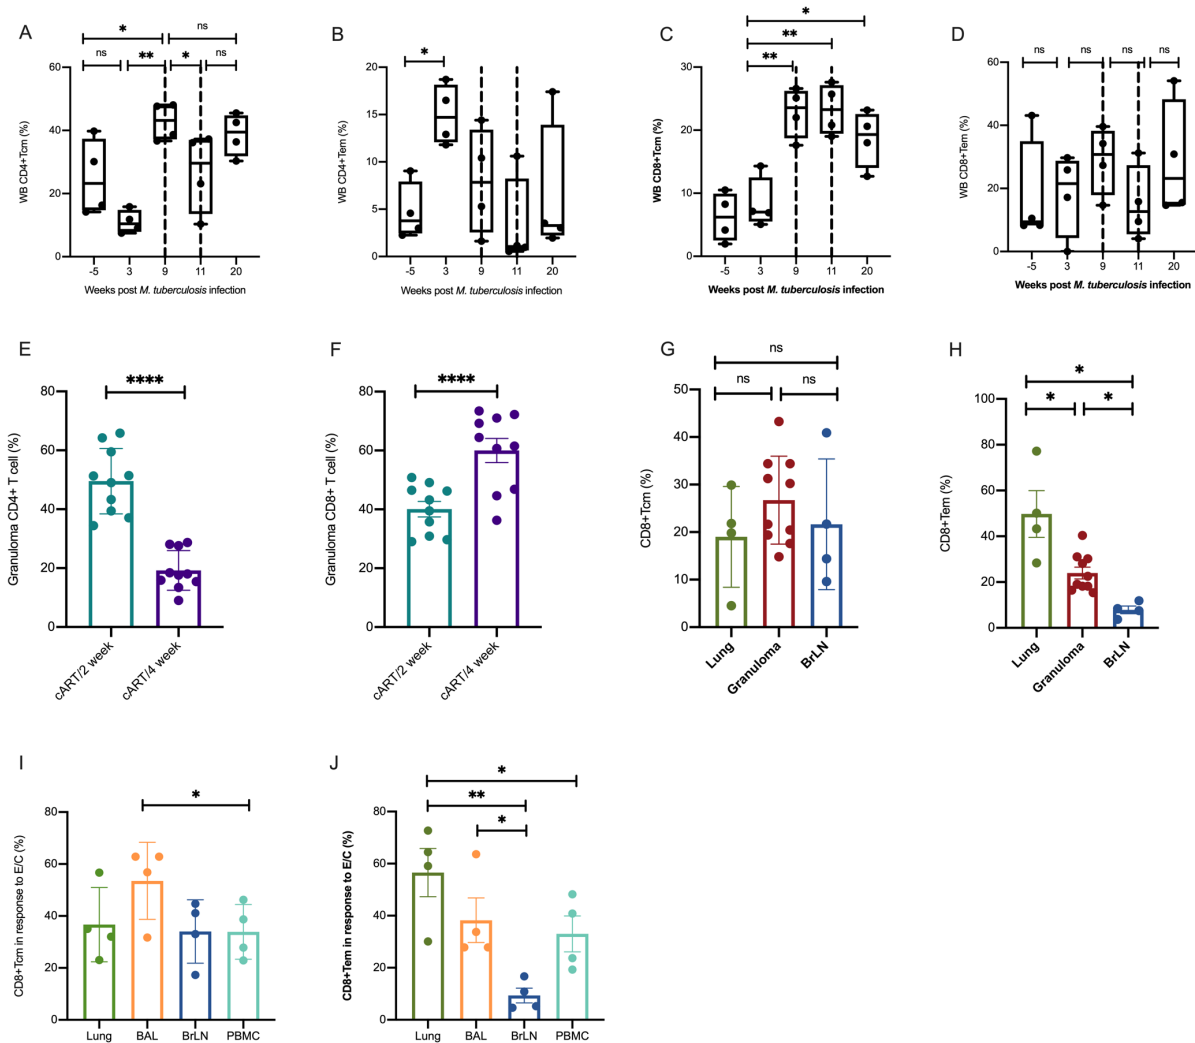 A
WB CD4+Tcm (%)
60
40
20
0
ns
*
**
*
ns
ns
-5 3 9 11 20
Weeks post M. tuberculosis infection
B
WB CD4+Tem (%)
20
15
10
5
0
*
-5 3 9 11 20
Weeks post M. tuberculosis infection
C
WB CD8+Tcm (%)
30
20
10
0
*
**
**
-5 3 9 11 20
Weeks post M. tuberculosis infection
D
WB CD8+Tem (%)
60
40
20
0
ns
ns
ns
ns
-5 3 9 11 20
Weeks post M. tuberculosis infection
E
Granuloma CD4+ T cell (%)
80
60
40
20
0
****
cART/2 week
cART/4 week
F
Granuloma CD8+ T cell (%)
80
60
40
20
0
****
cART/2 week
cART/4 week
G
CD8+Tcm (%)
50
40
30
20
10
0
ns
ns
ns
Lung
Granuloma
BrLN
H
CD8+Tem (%)
100
80
60
40
20
0
*
*
*
Lung
Granuloma
BrLN
I
CD8+Tcm in response to E/C (%)
80
60
40
20
0
*
Lung BAL BrLN PBMC
J
CD8+Tem in response to E/C (%)
80
60
40
20
0
*
**
*
Lung BAL BrLN PBMC